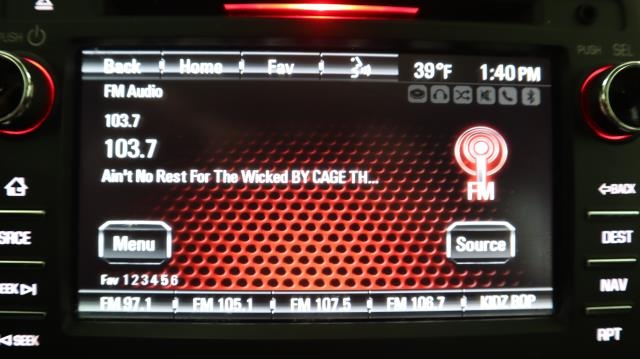 PUSH
PUSH SEL
Back Home Fav 39°F 1:40 PM
FM Audio
103.7
103.7
Ain't No Rest For The Wicked BY CAGE TH...
FM
BACK
SRCE Menu Source DEST
Fav 1 2 3 4 5 6
SEEK NAV
FM 97.1 FM 105.1 FM 107.5 FM 106.7 KIDZ BOP
SEEK RPT